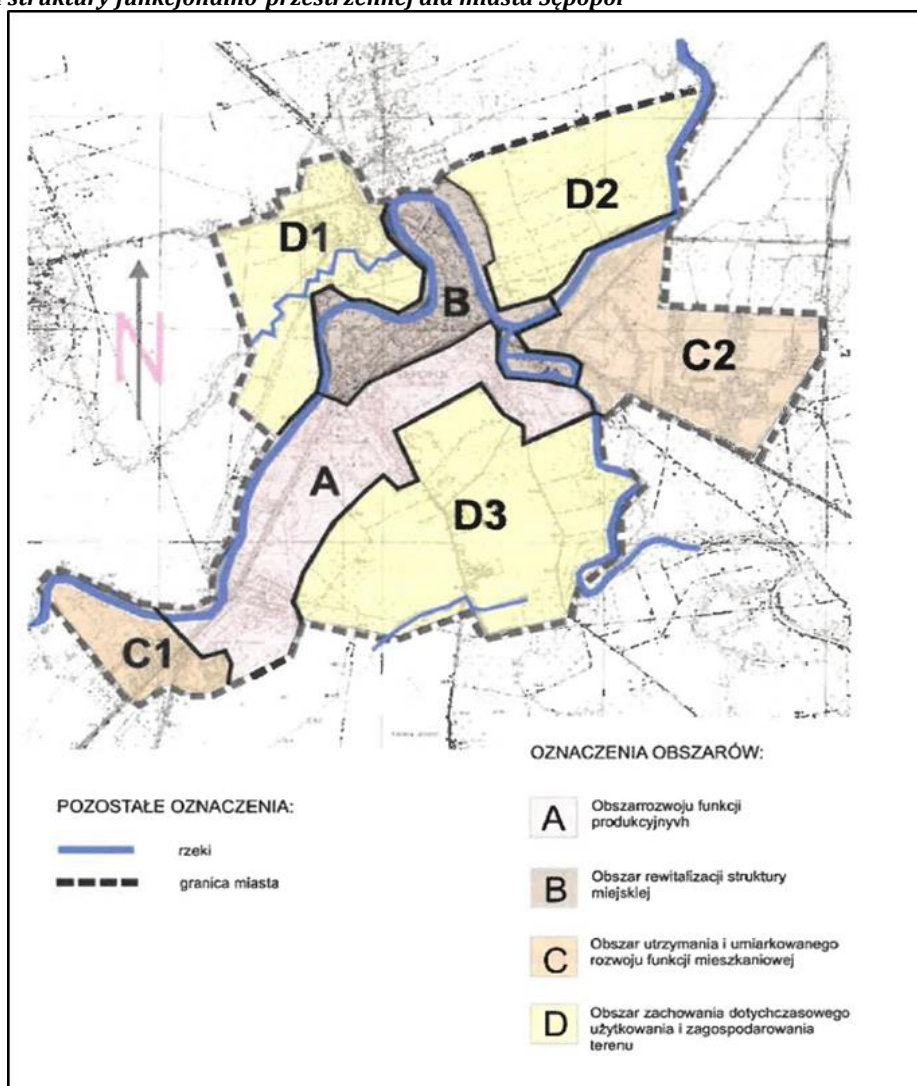 struktury funkcjonalno-przestrzennej dla miasta Sępopol
D1
D2
B
N
C2
A
D3
C1
POZOSTAŁE OZNACZENIA:
rzeki
granica miasta
OZNACZENIA OBSZARÓW:
A
Obszarrozwoju funkcji
produkcyjnyvh
B
Obszar rewitalizacji struktury
miejskiej
C
Obszar utrzymania i umiarkowanego
rozwoju funkcji mieszkaniowej
D
Obszar zachowania dotychczasowego
użytkowania i zagospodarowania
terenu